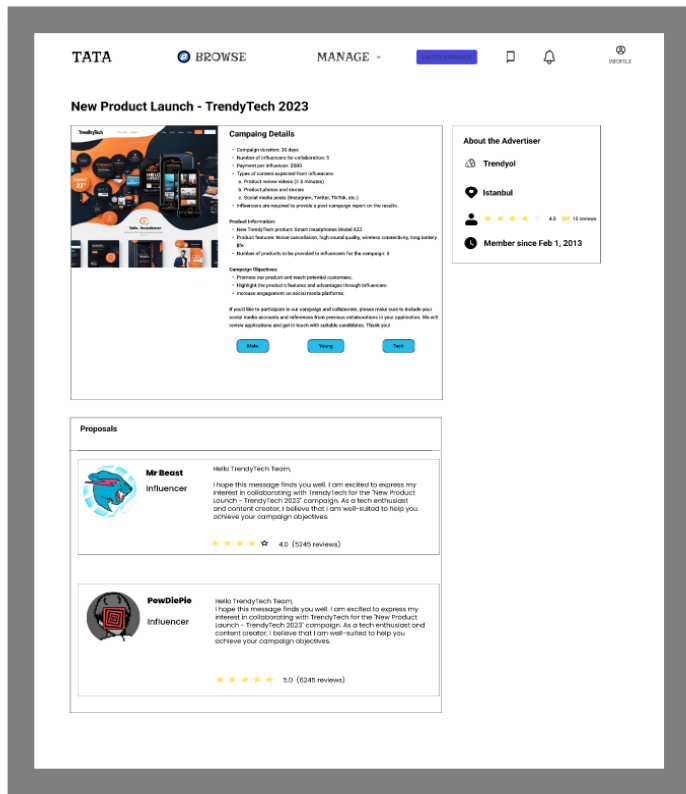 TATA
BROWSE
MANAGE
PROFILE
New Product Launch - TrendyTech 2023
Campaing Details
• Campaign duration: 30 days
• Number of influencers for collaboration: 5
• Payment per influencer: $500
• Types of content expected from influencers:
a. Product review videos (2-5 minutes)
b. Product photos and stories
c. Social media posts (Instagram, Twitter, TikTok, etc.)
• Influencers are required to provide a post-campaign report on the results.
Product Information:
• New TrendyTech product: Smart Headphones Model X23
• Product features: Noise cancellation, high sound quality, wireless connectivity, long battery
life
• Number of products to be provided to influencers for the campaign: 5
Campaign Objectives:
• Promote our product and reach potential customers.
• Highlight the product's features and advantages through influencers.
• Increase engagement on social media platforms.
If you'd like to participate in our campaign and collaborate, please make sure to include your
social media accounts and references from previous collaborations in your application. We will
review applications and get in touch with suitable candidates. Thank you!
Male
Young
Tech
About the Advertiser
Trendyol
Istanbul
4.0
15 reviews
Member since Feb 1, 2013
Proposals
Mr Beast
Influencer
Hello TrendyTech Team,
I hope this message finds you well. I am excited to express my
interest in collaborating with TrendyTech for the "New Product
Launch - TrendyTech 2023" campaign. As a tech enthusiast
and content creator, I believe that I am well-suited to help you
achieve your campaign objectives.
4.0 (5245 reviews)
PewDiePie
Influencer
Hello TrendyTech Team,
I hope this message finds you well. I am excited to express my
interest in collaborating with TrendyTech for the "New Product
Launch - TrendyTech 2023" campaign. As a tech enthusiast and
content creator, I believe that I am well-suited to help you
achieve your campaign objectives.
5.0 (6245 reviews)